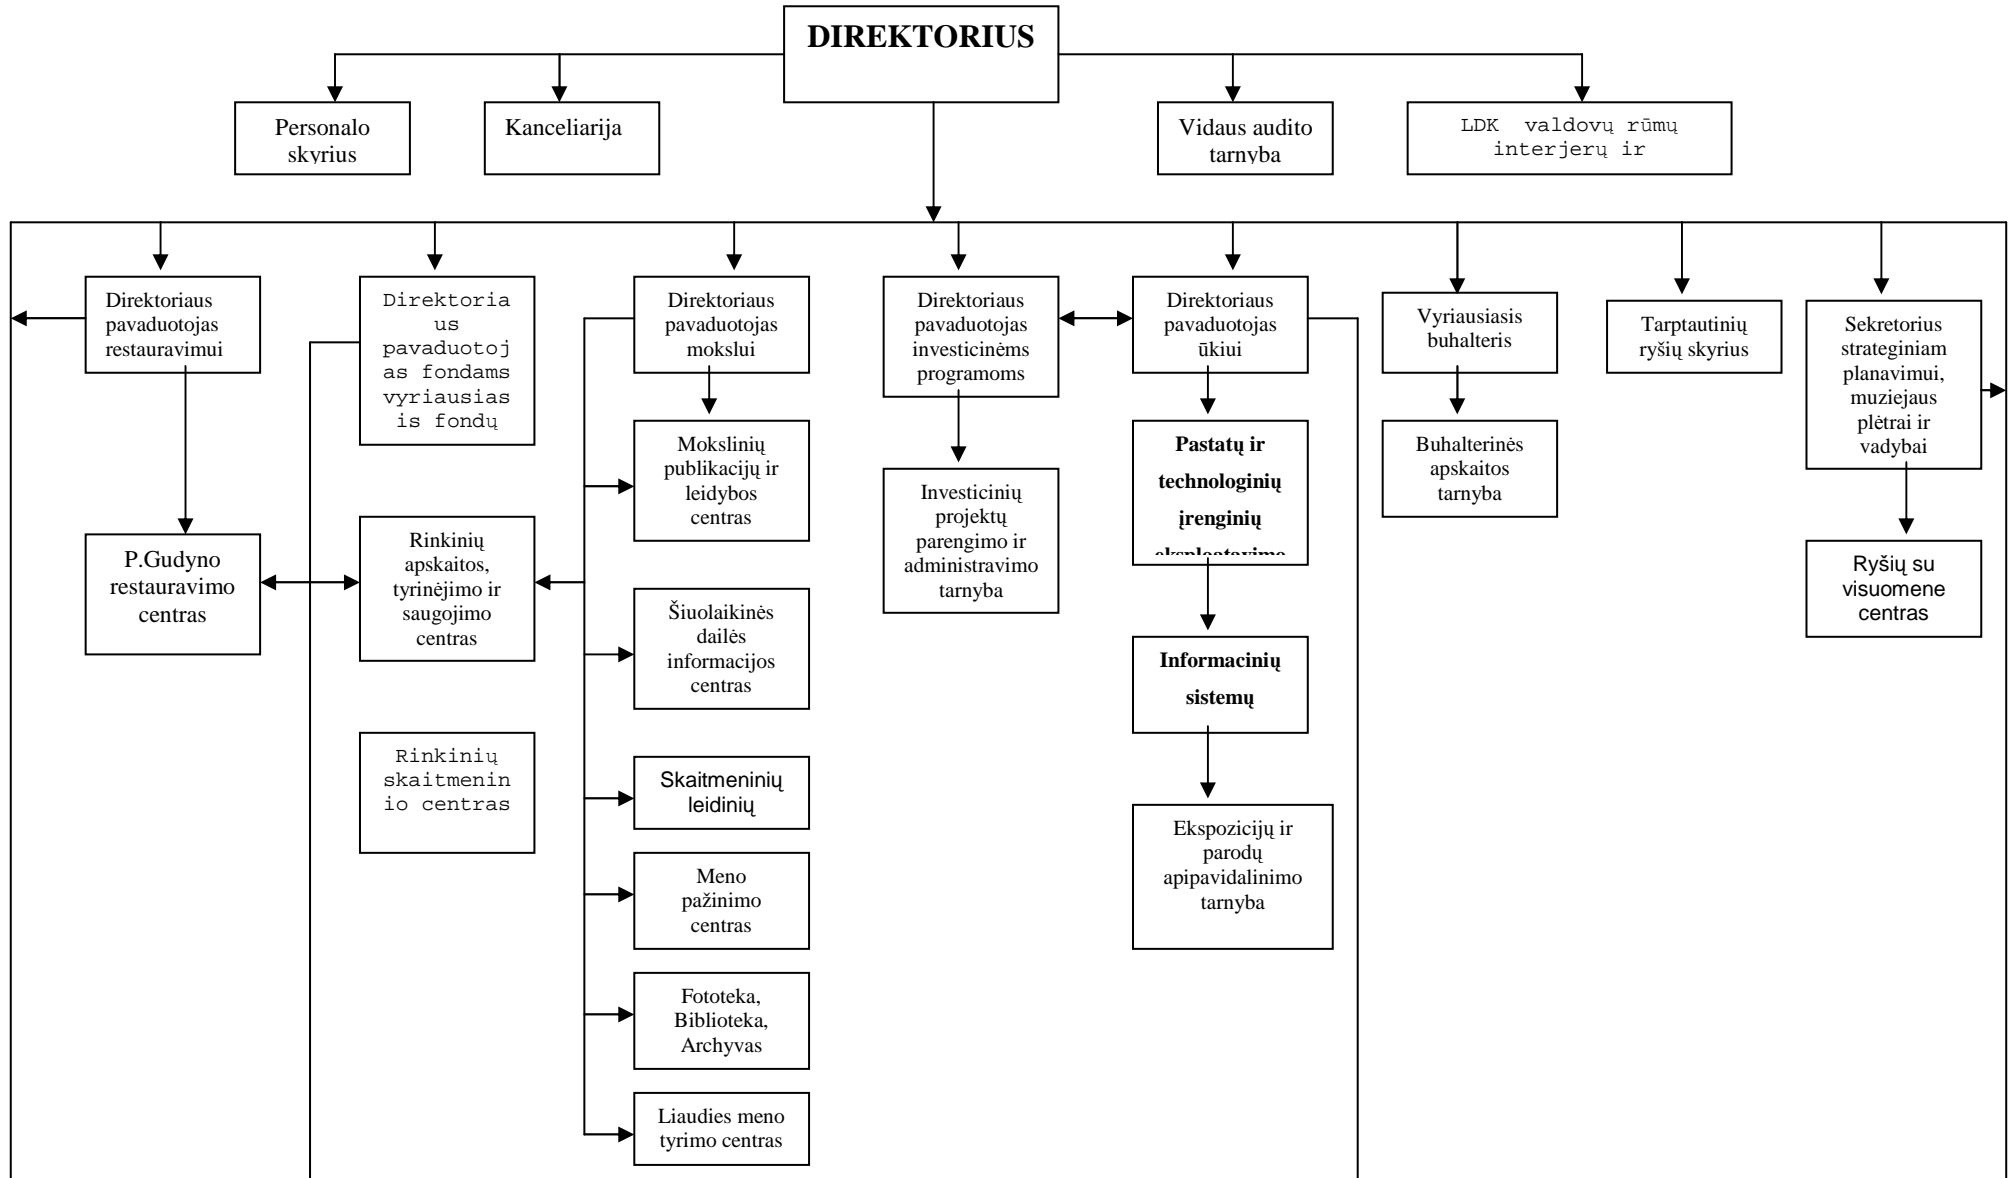 DIREKTORIUS
Personalo
skyrius
Kanceliarija
Vidaus audito
tarnyba
LDK valdovų rūmų
interjerų ir
Direktoriaus
pavaduotojas
restauravimui
Direktoria
us
pavaduotoj
as fondams
vyriausias
is fondų
Direktoriaus
pavaduotojas
mokslui
Direktoriaus
pavaduotojas
investicinėms
programoms
Direktoriaus
pavaduotojas
ūkiui
Vyriausiasis
buhalteris
Tarptautinių
ryšių skyrius
Sekretorius
strateginiam
planavimui,
muziejaus
plėtrai ir
vadybai
Mokslinių
publikacijų ir
leidybos
centras
Pastatų ir
technologinių
įrenginių
eksploatavimo
Buhalterinės
apskaitos
tarnyba
Investicinių
projektų
parengimo ir
administravimo
tarnyba
P.Gudyno
restauravimo
centras
Rinkinių
apskaitos,
tyrinėjimo ir
saugojimo
centras
Ryšių su
visuomene
centras
Šiuolaikinės
dailės
informacijos
centras
Informacinių
sistemų
Rinkinių
skaitmenin
io centras
Skaitmeninių
leidinių
Ekspozicijų ir
parodų
apipavidalinimo
tarnyba
Meno
pažinimo
centras
Fototeka,
Biblioteka,
Archyvas
Liaudies meno
tyrimo centras